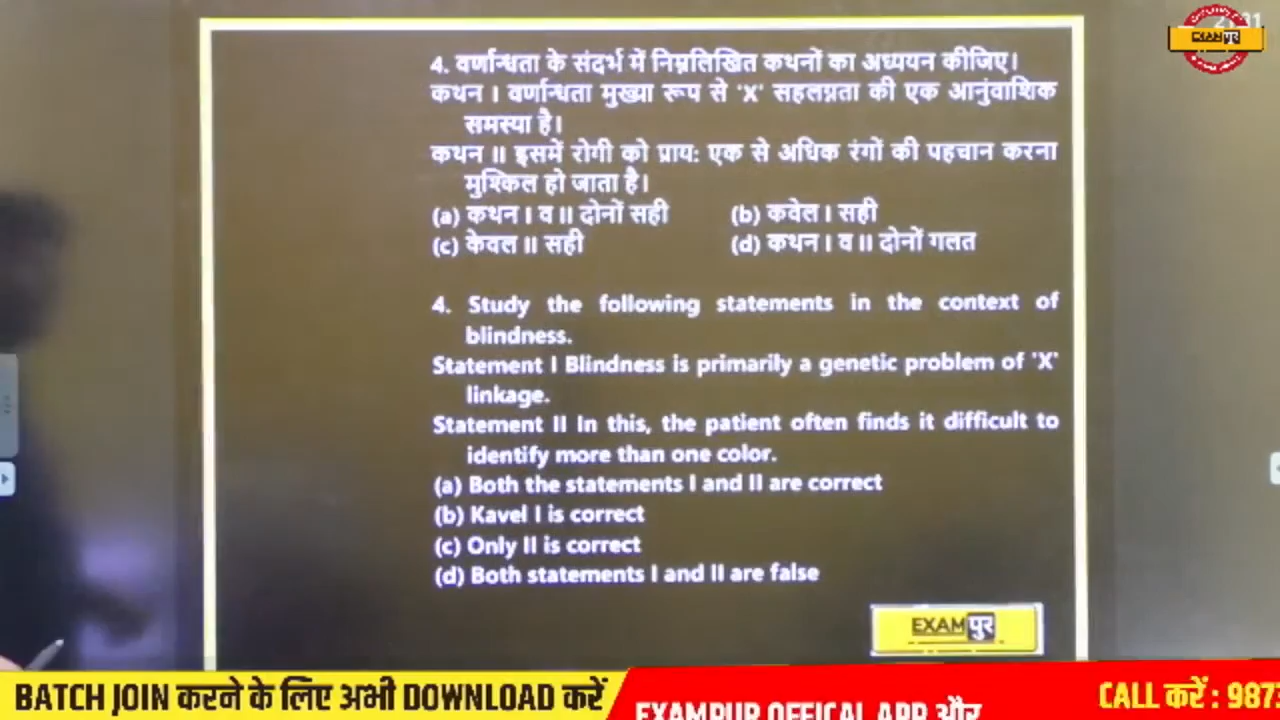 EXAMपुर
4. वर्णान्धता के संदर्भ में निम्नलिखित कथनों का अध्ययन कीजिए।
कथन । वर्णान्धता मुख्या रूप से 'X' सहलग्नता की एक आनुंवाशिक
समस्या है।
कथन ॥ इसमें रोगी को प्राय: एक से अधिक रंगों की पहचान करना
मुश्किल हो जाता है।
(a) कथन । व ॥ दोनों सही (b) कवेल । सही
(c) केवल ॥ सही (d) कथन । व ॥ दोनों गलत
4. Study the following statements in the context of
blindness.
Statement I Blindness is primarily a genetic problem of 'X'
linkage.
Statement II In this, the patient often finds it difficult to
identify more than one color.
(a) Both the statements I and II are correct
(b) Kavel I is correct
(c) Only II is correct
(d) Both statements I and II are false
EXAMपुर
BATCH JOIN करने के लिए अभी DOWNLOAD करें
EXAMPUR OFFICAL APP और
CALL करें : 987